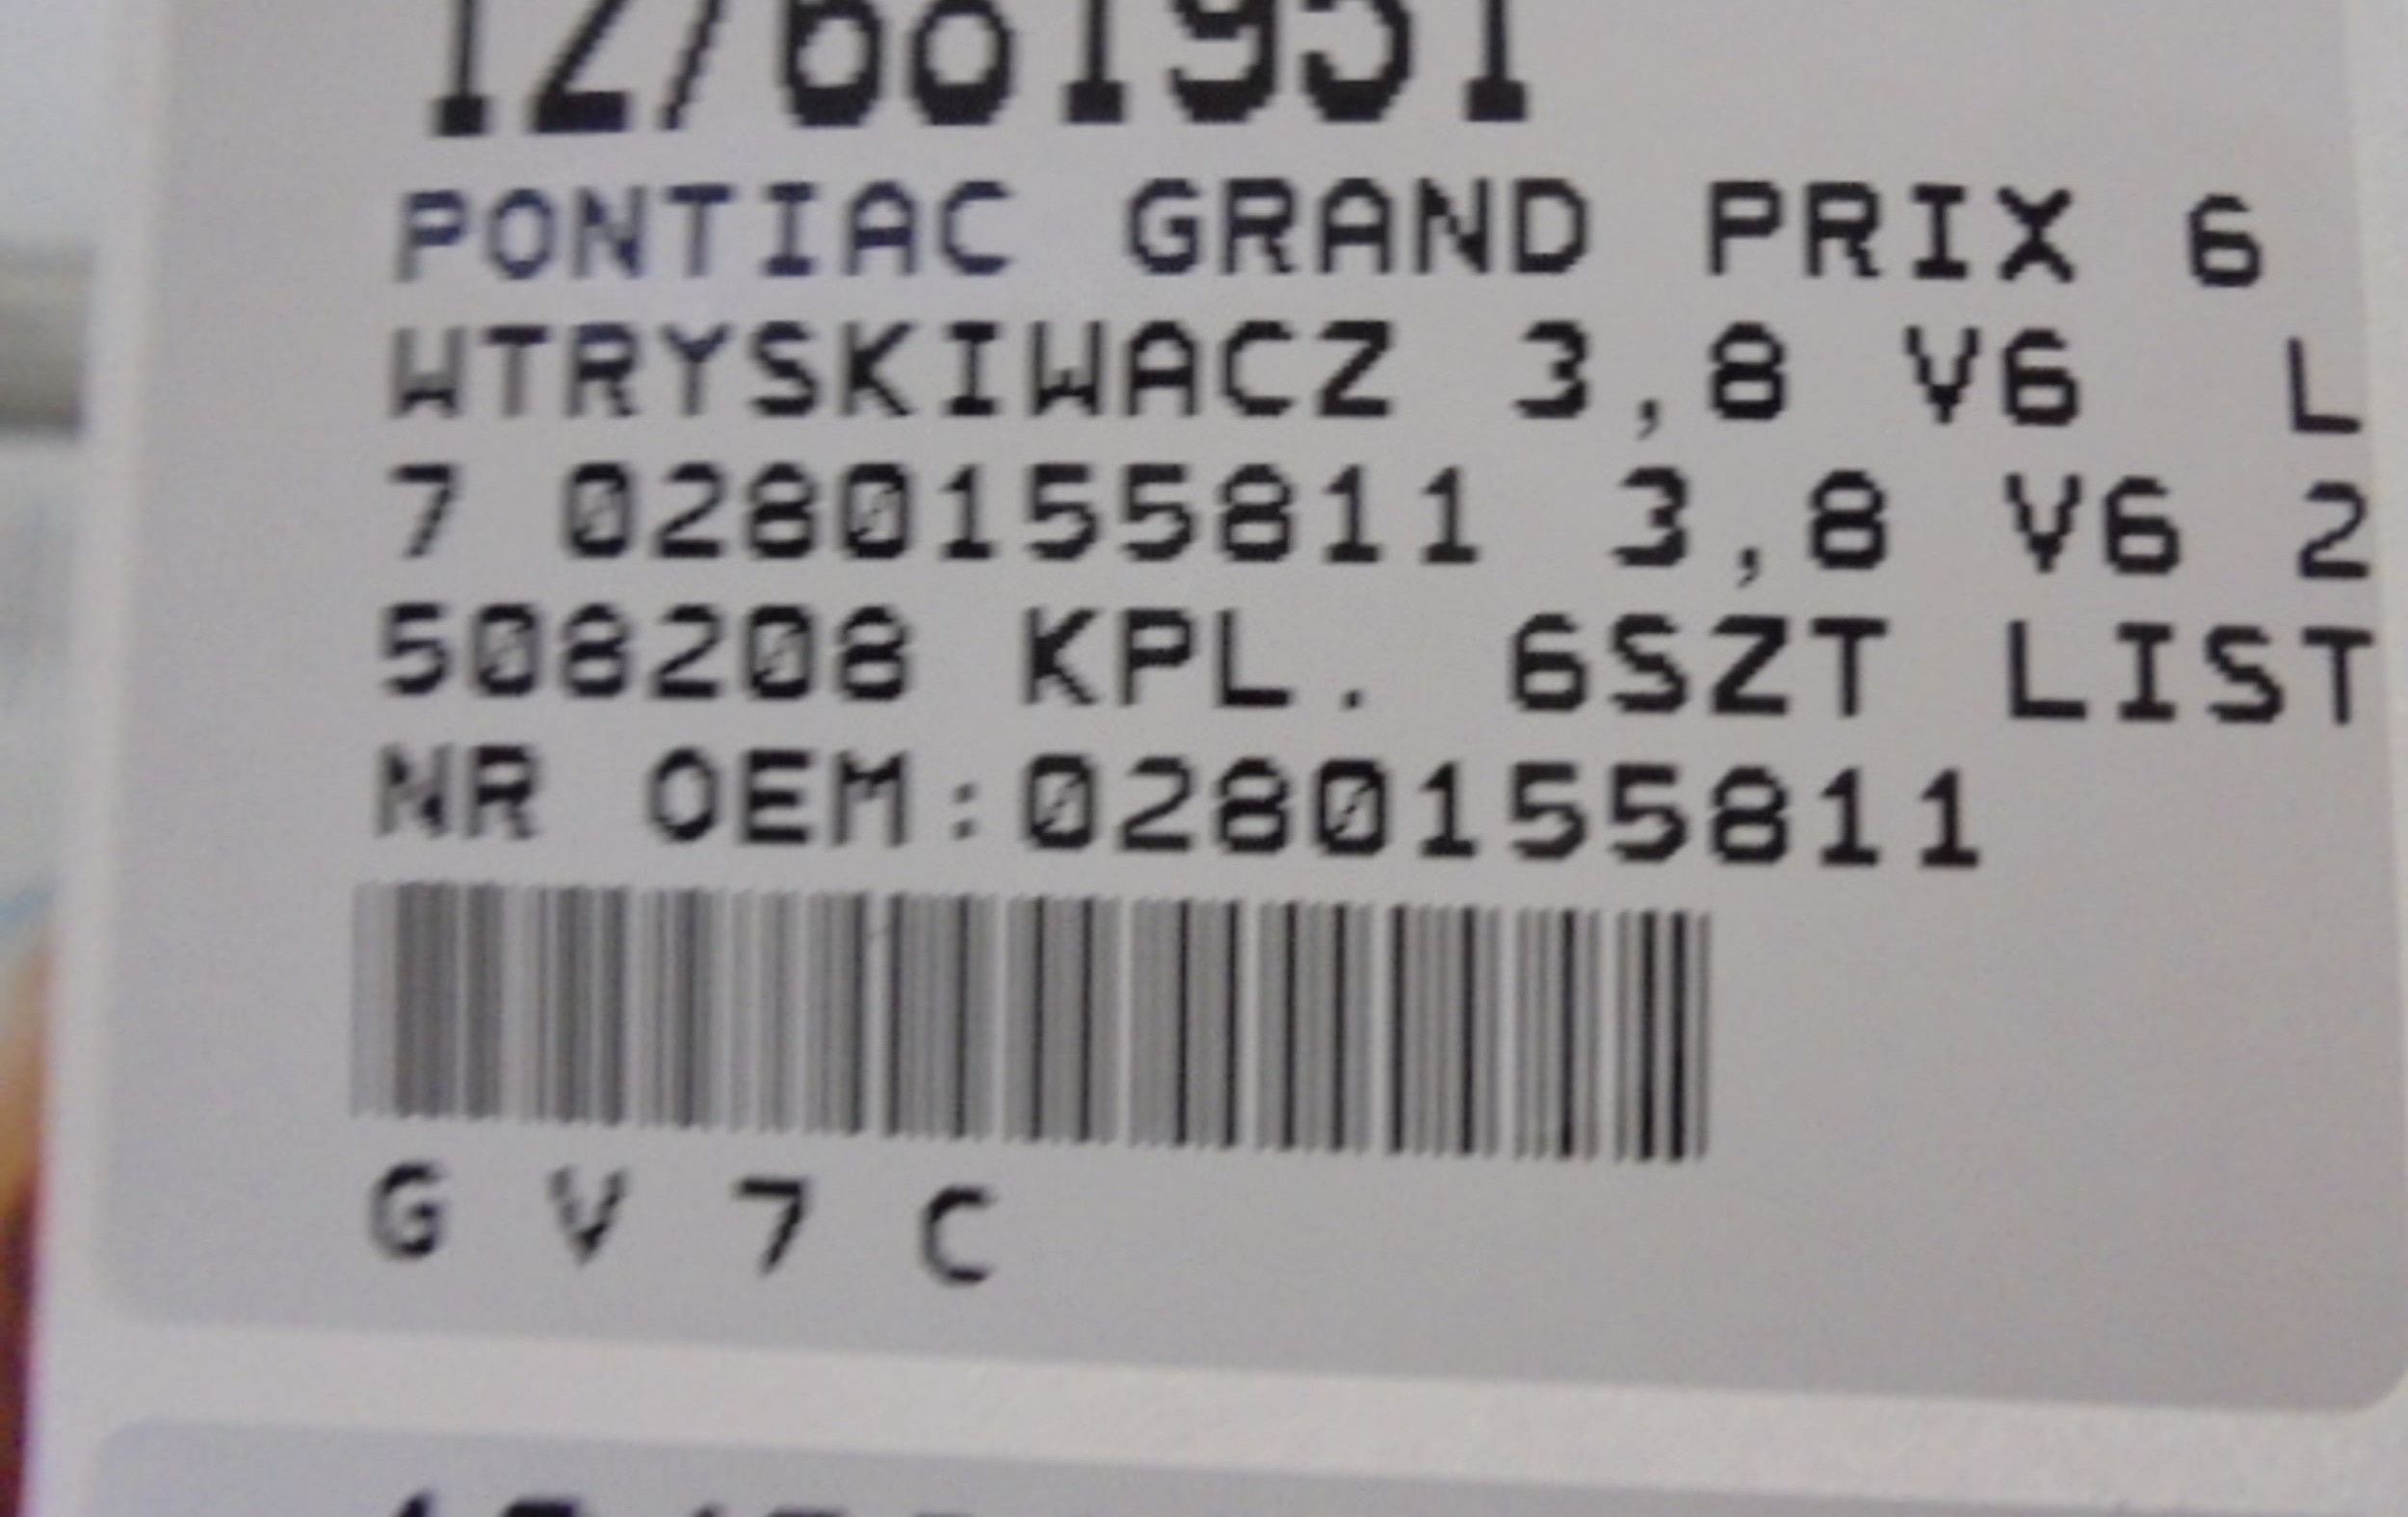 PONTIAC GRAND PRIX 6
WTRYSKIWACZ 3,8 V6 L
7 0280155811 3,8 V6 2
508208 KPL. 6SZT LIST
NR OEM:0280155811
G V 7 C